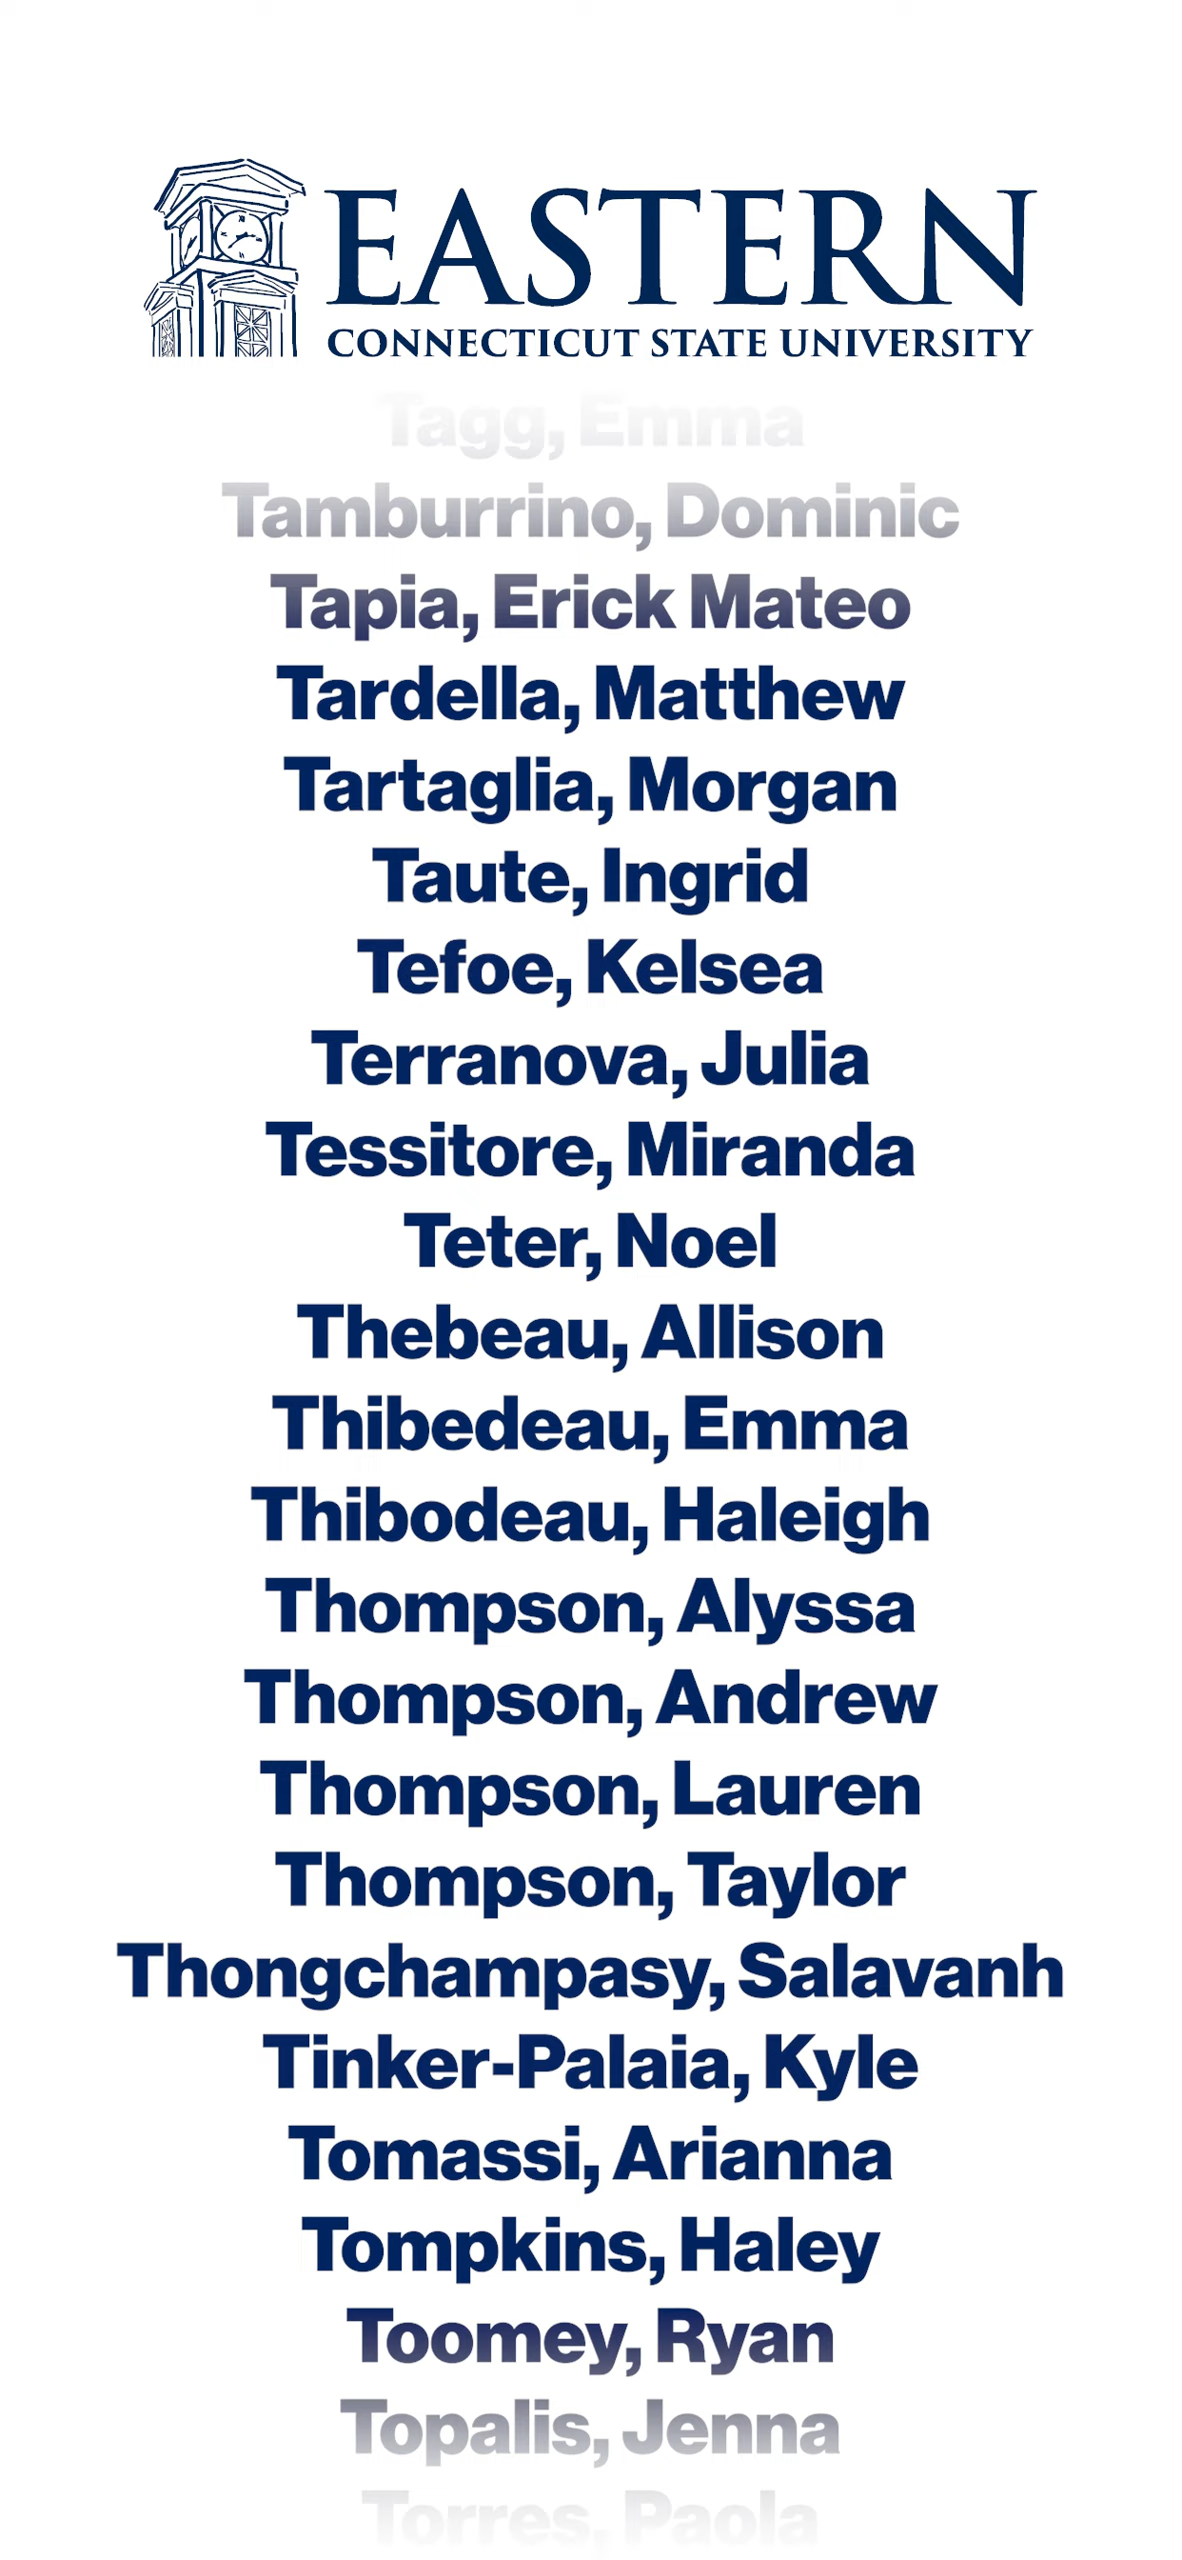 EASTERN
CONNECTICUT STATE UNIVERSITY
Tagg, Emma
Tamburrino, Dominic
Tapia, Erick Mateo
Tardella, Matthew
Tartaglia, Morgan
Taute, Ingrid
Tefoe, Kelsea
Terranova, Julia
Tessitore, Miranda
Teter, Noel
Thebeau, Allison
Thibedeau, Emma
Thibodeau, Haleigh
Thompson, Alyssa
Thompson, Andrew
Thompson, Lauren
Thompson, Taylor
Thongchampasy, Salavanh
Tinker-Palaia, Kyle
Tomassi, Arianna
Tompkins, Haley
Toomey, Ryan
Topalis, Jenna
Torres, Paola